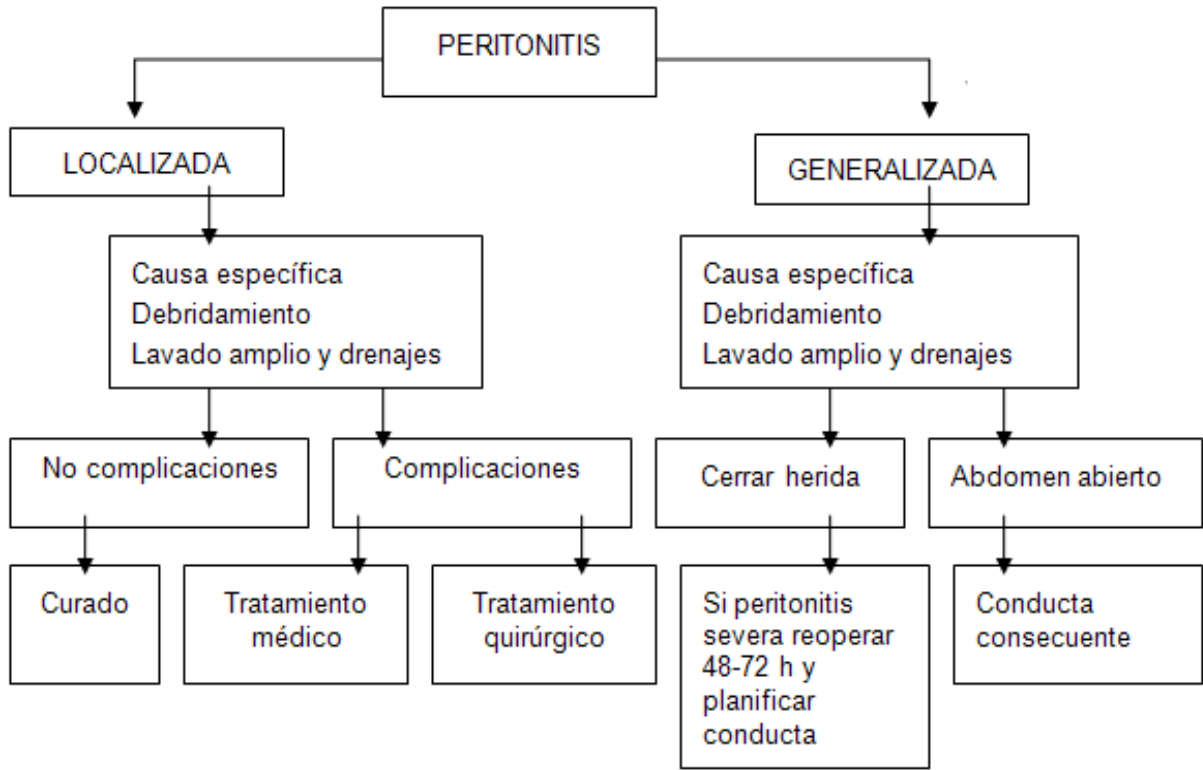 PERITONITIS
LOCALIZADA
GENERALIZADA
Causa específica
Debridamiento
Lavado amplio y drenajes
Causa específica
Debridamiento
Lavado amplio y drenajes
No complicaciones
Complicaciones
Cerrar herida
Abdomen abierto
Curado
Tratamiento
médico
Tratamiento
quirúrgico
Si peritonitis
severa reoperar
48-72 h y
planificar
conducta
Conducta
consecuente